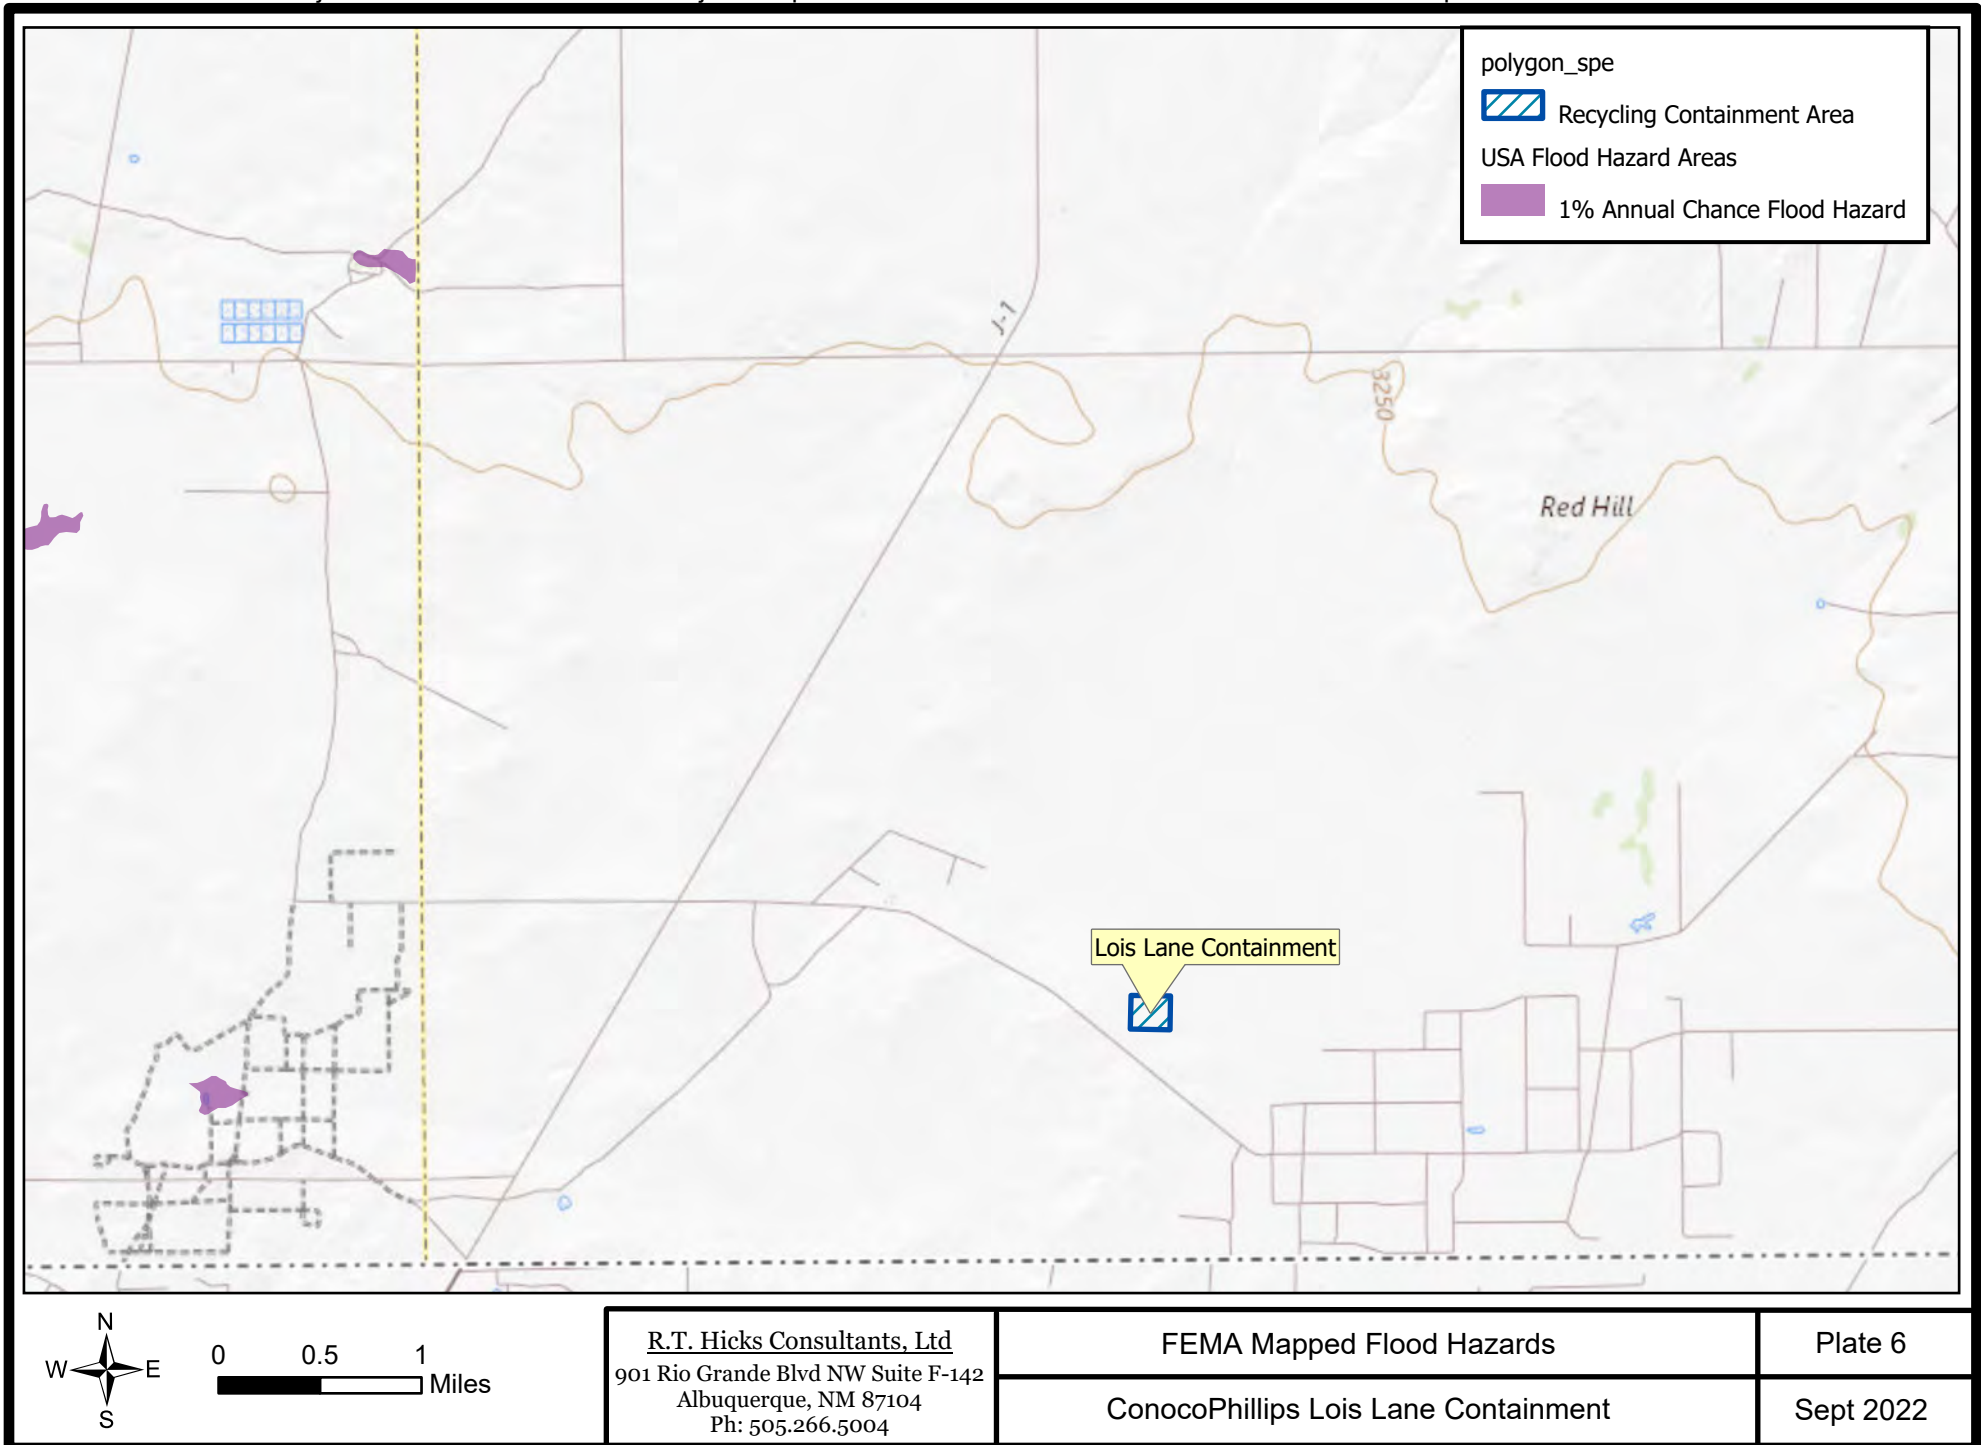 polygon_spe
Recycling Containment Area
USA Flood Hazard Areas
1% Annual Chance Flood Hazard
J-1
3250
Red Hill
Lois Lane Containment
N
W E
S
0 0.5 1
Miles
R.T. Hicks Consultants, Ltd
901 Rio Grande Blvd NW Suite F-142
Albuquerque, NM 87104
Ph: 505.266.5004
FEMA Mapped Flood Hazards
ConocoPhillips Lois Lane Containment
Plate 6
Sept 2022